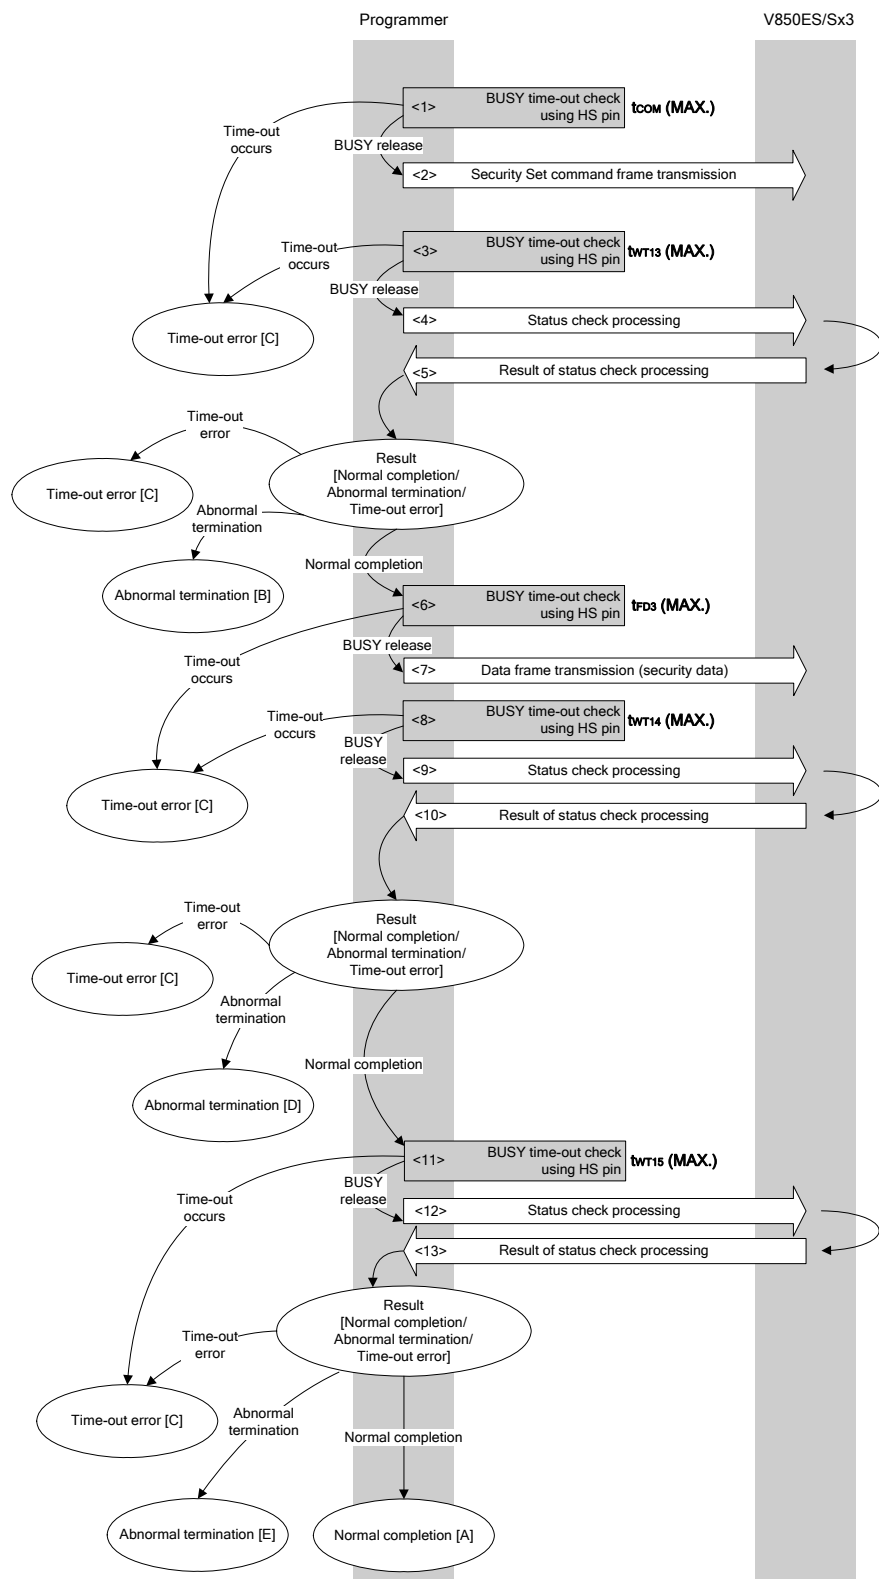 Programmer
V850ES/Sx3
<1>
BUSY time-out check
using HS pin
tCOM (MAX.)
Time-out
occurs
BUSY release
<2>
Security Set command frame transmission
Time-out
occurs
<3>
BUSY time-out check
using HS pin
tWT13 (MAX.)
BUSY release
<4>
Status check processing
Time-out error [C]
<5>
Result of status check processing
Time-out
error
Result
[Normal completion/
Abnormal termination/
Time-out error]
Time-out error [C]
Abnormal
termination
Normal completion
Abnormal termination [B]
<6>
BUSY time-out check
using HS pin
tFD3 (MAX.)
BUSY release
Time-out
occurs
<7>
Data frame transmission (security data)
Time-out
occurs
<8>
BUSY time-out check
using HS pin
tWT14 (MAX.)
BUSY
release
<9>
Status check processing
Time-out error [C]
<10>
Result of status check processing
Time-out
error
Result
[Normal completion/
Abnormal termination/
Time-out error]
Time-out error [C]
Abnormal
termination
Normal completion
Abnormal termination [D]
<11>
BUSY time-out check
using HS pin
tWT15 (MAX.)
BUSY
release
Time-out
occurs
<12>
Status check processing
<13>
Result of status check processing
Result
[Normal completion/
Abnormal termination/
Time-out error]
Time-out
error
Time-out error [C]
Abnormal
termination
Normal completion
Abnormal termination [E]
Normal completion [A]